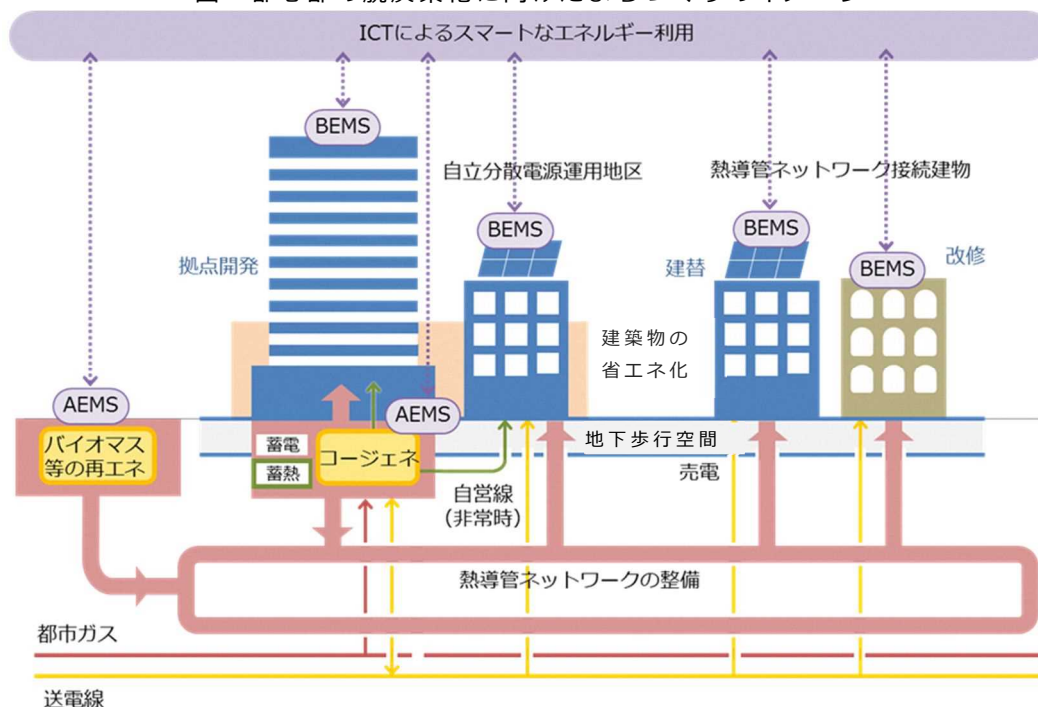 ICTによるスマートなエネルギー利用
BEMS
自立分散電源運用地区
熱導管ネットワーク接続建物
BEMS
BEMS
拠点開発
建替
BEMS
改修
建築物の
省エネ化
AEMS
AEMS
バイオマス
等の再エネ
蓄電
蓄熱
コージェネ
地下歩行空間
売電
自営線
(非常時)
熱導管ネットワークの整備
都市ガス
送電線